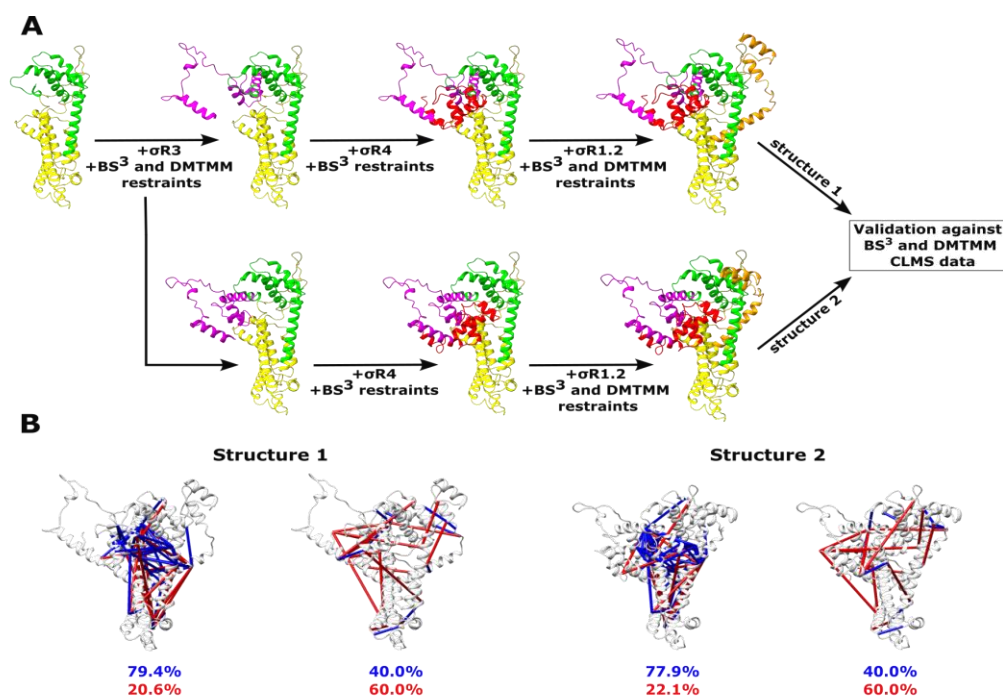 A
+σR3
+BS³ and DMTMM
restraints
+σR4
+BS³ restraints
+σR1.2
+BS³ and DMTMM
restraints
structure 1
Validation against
BS³ and DMTMM
CLMS data
+σR4
+BS³ restraints
+σR1.2
+BS³ and DMTMM
restraints
structure 2
B
Structure 1
Structure 2
79.4% 40.0% 77.9% 40.0%
20.6% 60.0% 22.1% 60.0%